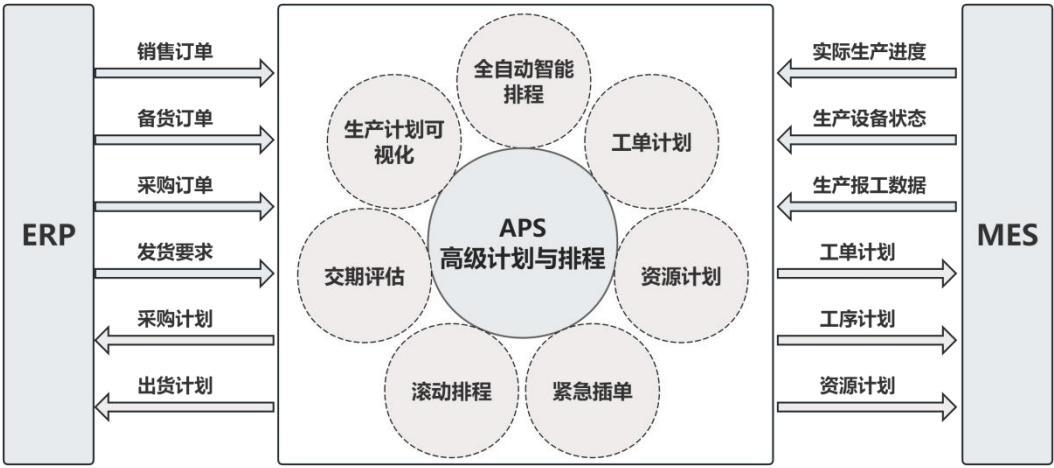 ERP
销售订单
备货订单
采购订单
发货要求
采购计划
出货计划
全自动智能
排程
生产计划可
视化
工单计划
APS
高级计划与排程
交期评估
资源计划
滚动排程
紧急插单
实际生产进度
生产设备状态
生产报工数据
工单计划
工序计划
资源计划
MES